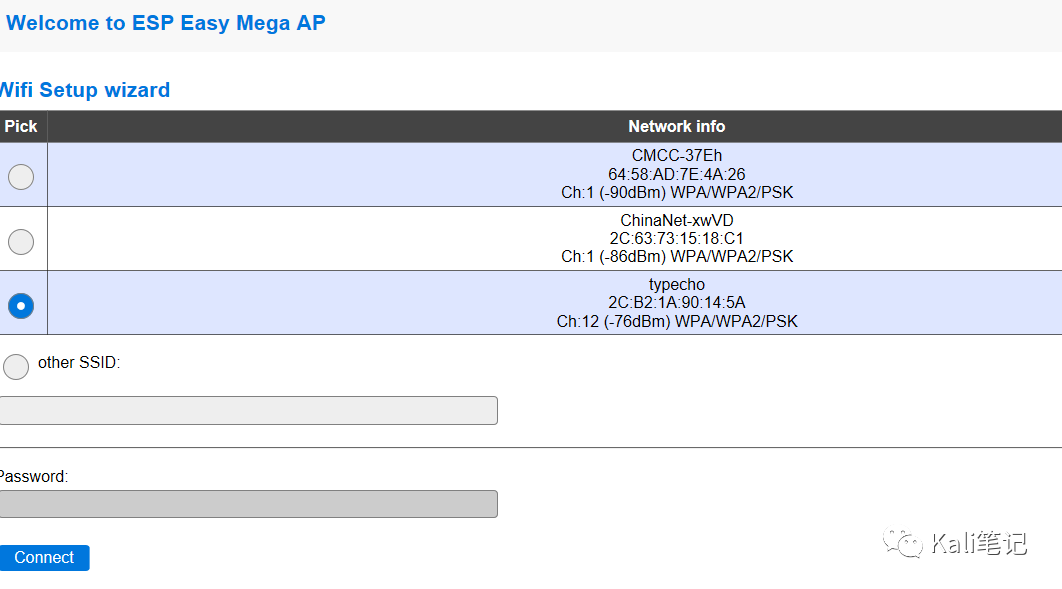 Welcome to ESP Easy Mega AP
Wifi Setup wizard
Pick Network info
CMCC-37Eh
64:58:AD:7E:4A:26
Ch:1 (-90dBm) WPA/WPA2/PSK
ChinaNet-xwVD
2C:63:73:15:18:C1
Ch:1 (-86dBm) WPA/WPA2/PSK
typecho
2C:B2:1A:90:14:5A
Ch:12 (-76dBm) WPA/WPA2/PSK
other SSID:
Password:
Connect
Kali笔记